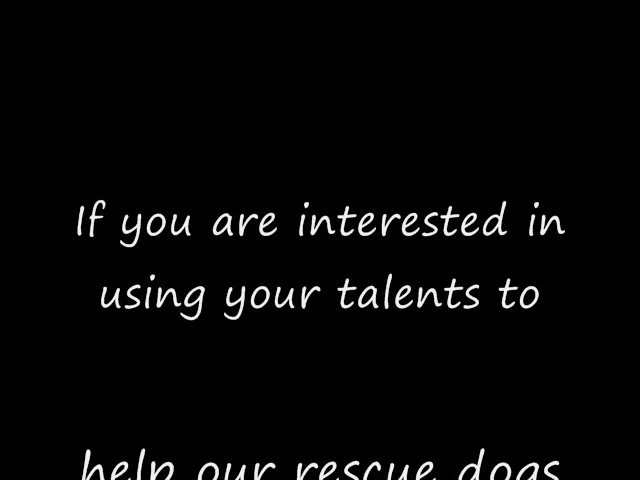 If you are interested in
using your talents to
help our rescue dogs